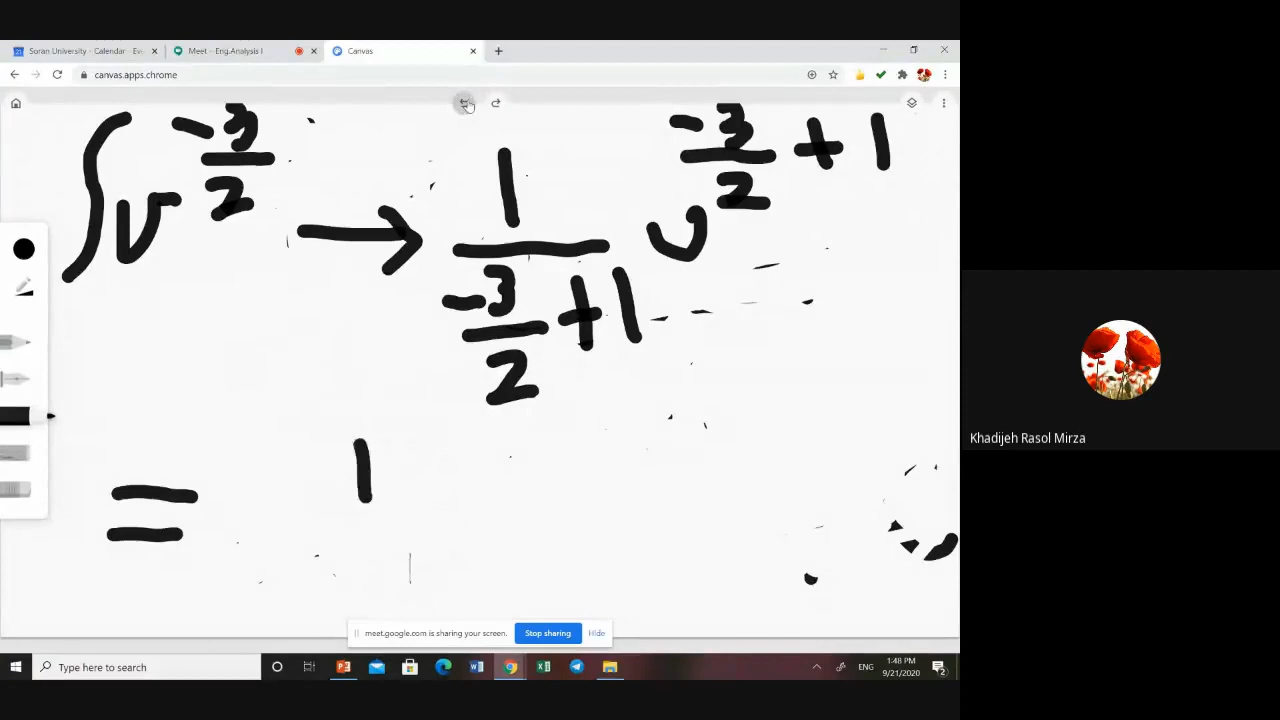 Soran University - Calendar - Eve
Meet – Eng.Analysis I
Canvas
canvas.apps.chrome
∫ v^(-3/2) → 1/(-3/2 + 1) v^(-3/2 + 1)
= 1
Khadijeh Rasol Mirza
meet.google.com is sharing your screen.
Stop sharing
Hide
Type here to search
ENG
1:48 PM
9/21/2020
2